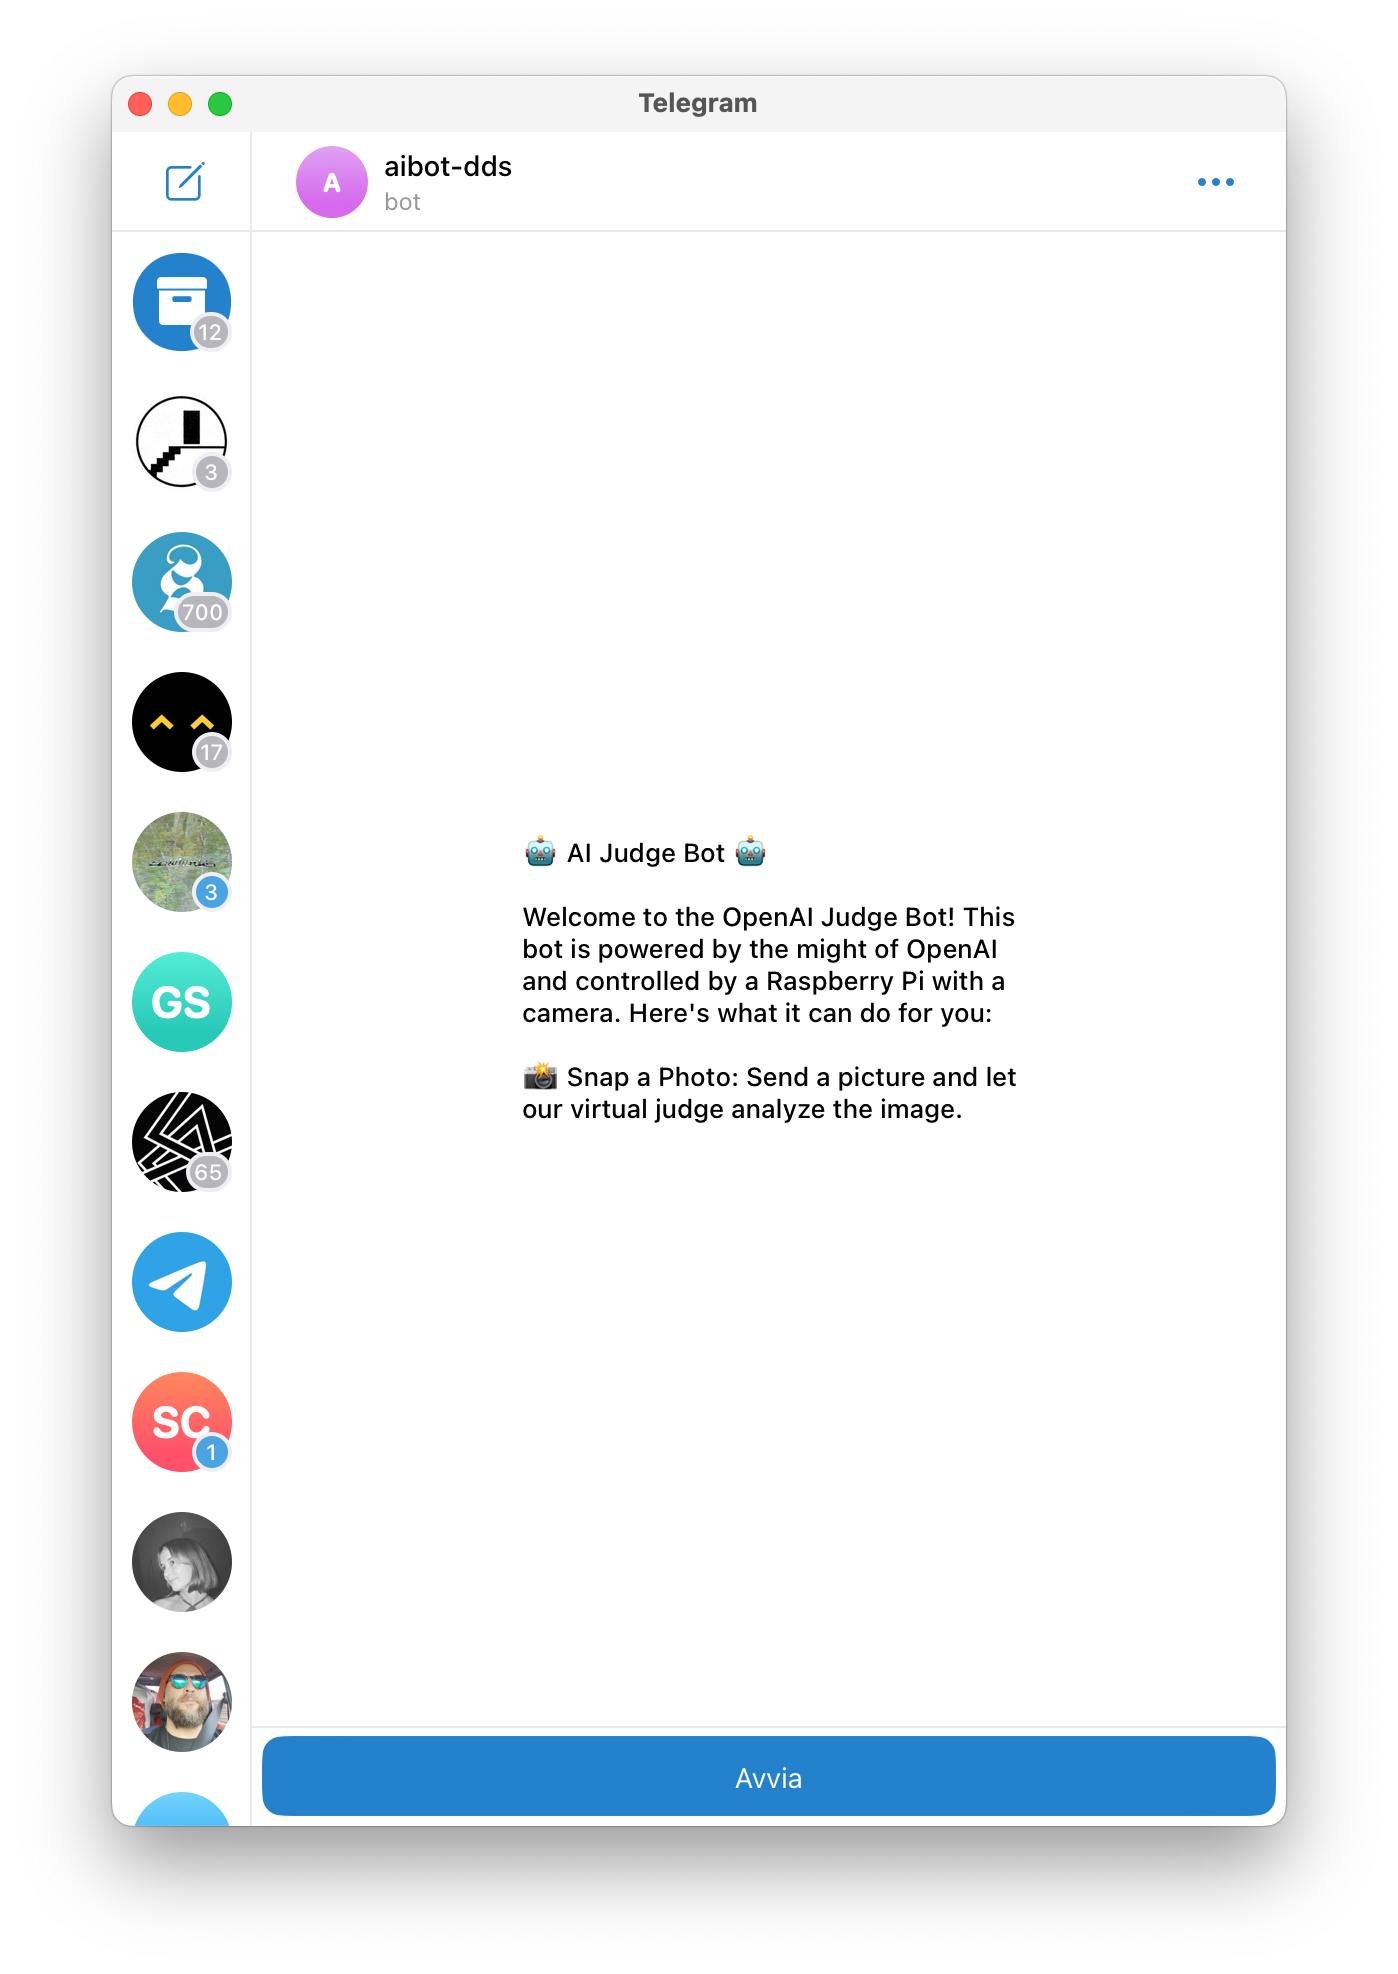 Telegram
aibot-dds
bot
12
3
700
17
3
GS
65
SC
1
🤖 AI Judge Bot 🤖
Welcome to the OpenAI Judge Bot! This
bot is powered by the might of OpenAI
and controlled by a Raspberry Pi with a
camera. Here's what it can do for you:
📸 Snap a Photo: Send a picture and let
our virtual judge analyze the image.
Avvia